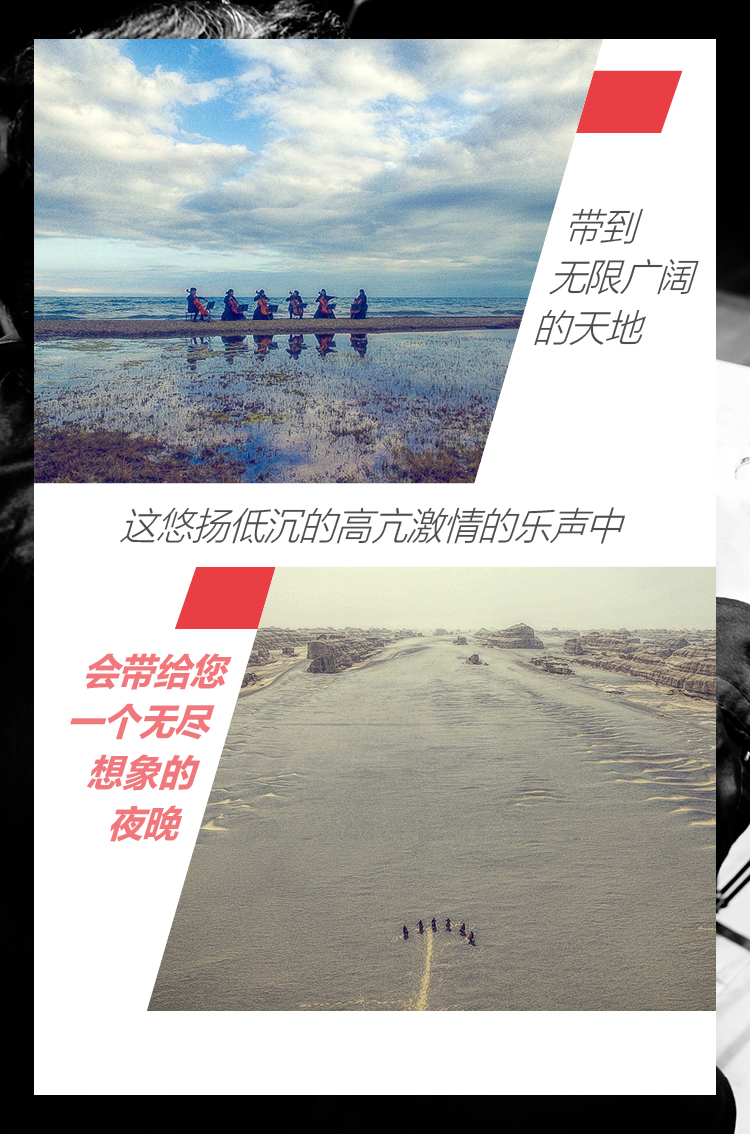 带到
无限广阔
的天地
这悠扬低沉的高亢激情的乐声中
会带给您
一个无尽
想象的
夜晚